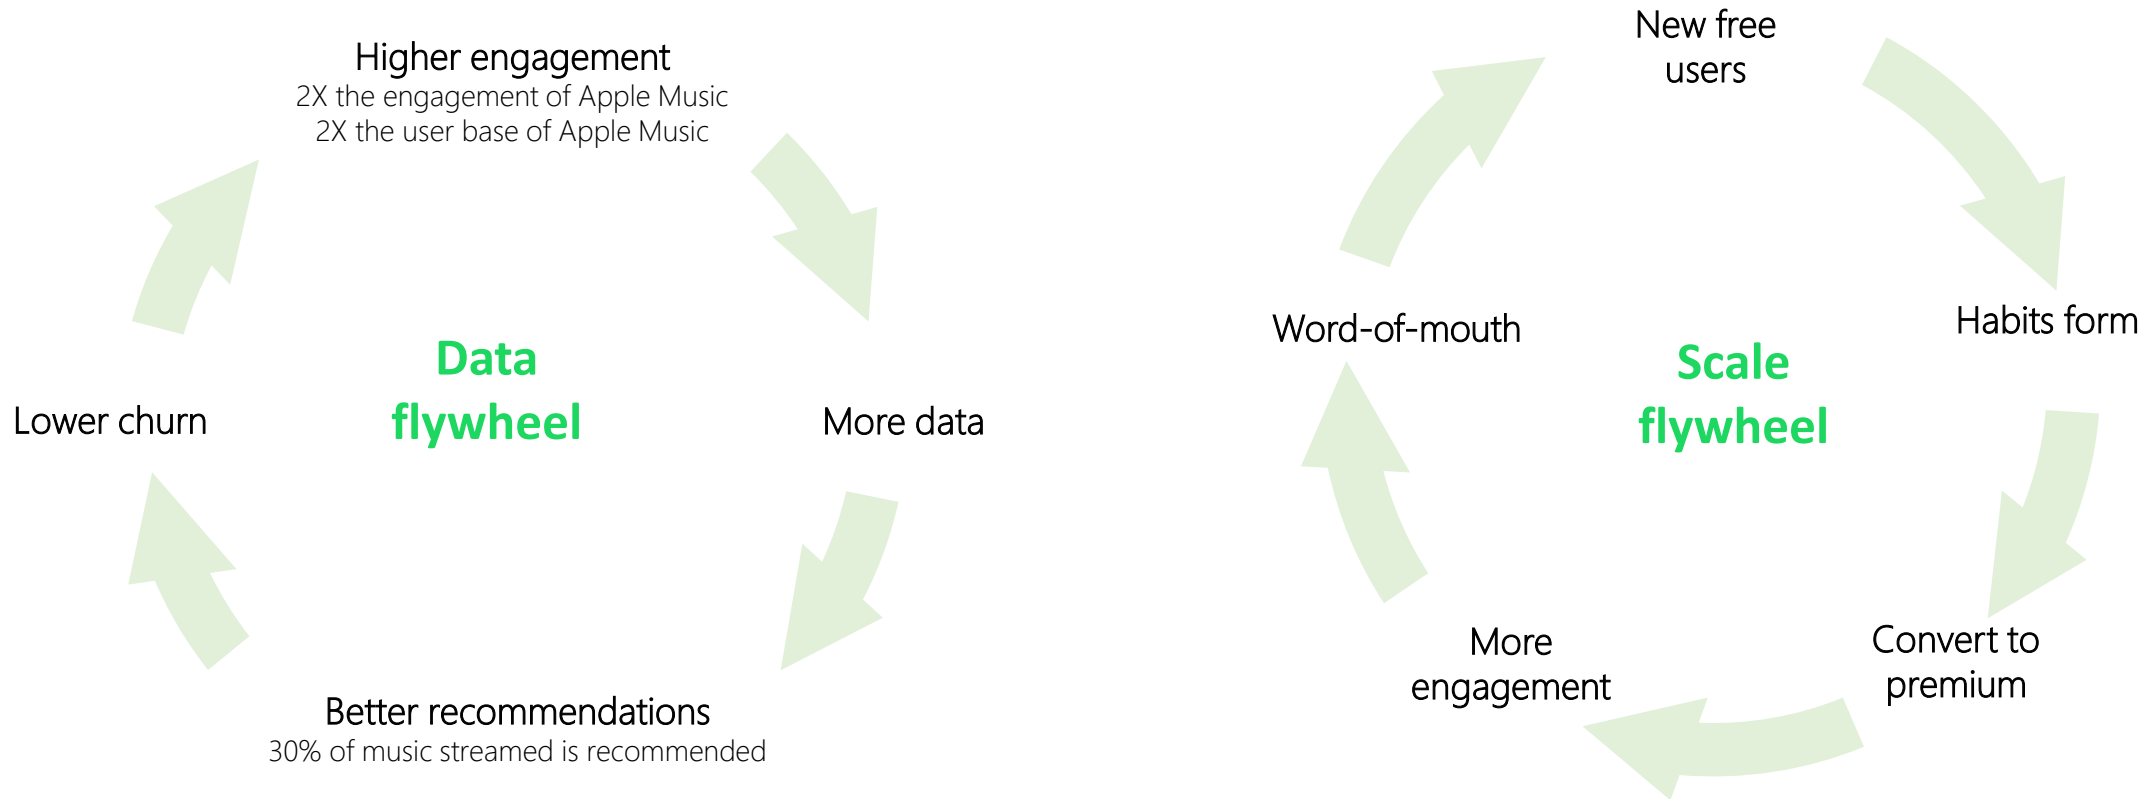 Higher engagement
2X the engagement of Apple Music
2X the user base of Apple Music
More data
Better recommendations
30% of music streamed is recommended
Lower churn
Data
flywheel
New free
users
Habits form
Convert to
premium
More
engagement
Word-of-mouth
Scale
flywheel